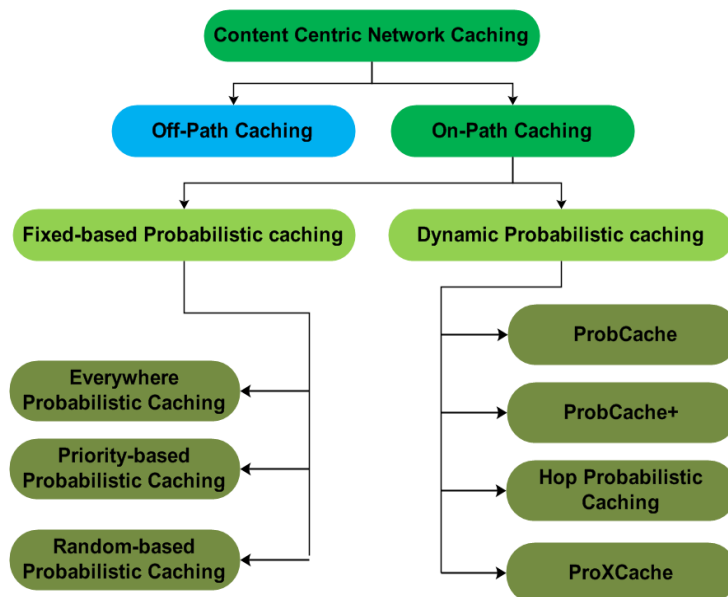 Content Centric Network Caching
Off-Path Caching
On-Path Caching
Fixed-based Probabilistic caching
Dynamic Probabilistic caching
Everywhere
Probabilistic Caching
Priority-based
Probabilistic Caching
Random-based
Probabilistic Caching
ProbCache
ProbCache+
Hop Probabilistic
Caching
ProXCache